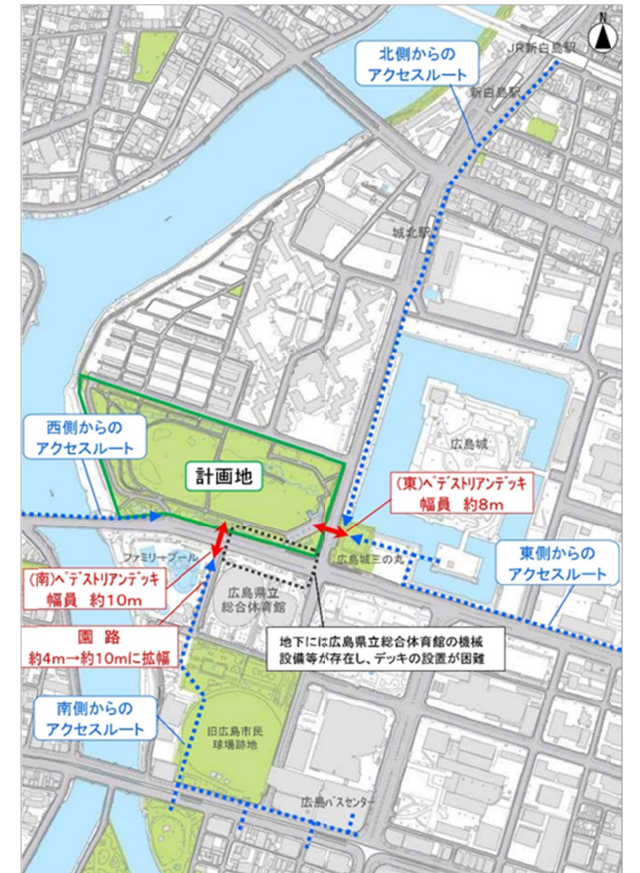 N
JR新白島駅
北側からの
アクセスルート
新白島駅
城北駅
西側からの
アクセスルート
計画地
広島城
(東)ペデストリアンデッキ
幅員 約8m
ファミリープール
広島城三の丸
東側からの
アクセスルート
(南)ペデストリアンデッキ
幅員 約10m
広島県立
総合体育館
園 路
約4m→約10mに拡幅
地下には広島県立総合体育館の機械
設備等が存在し、デッキの設置が困難
南側からの
アクセスルート
旧広島市民
球場跡地
広島バスセンター